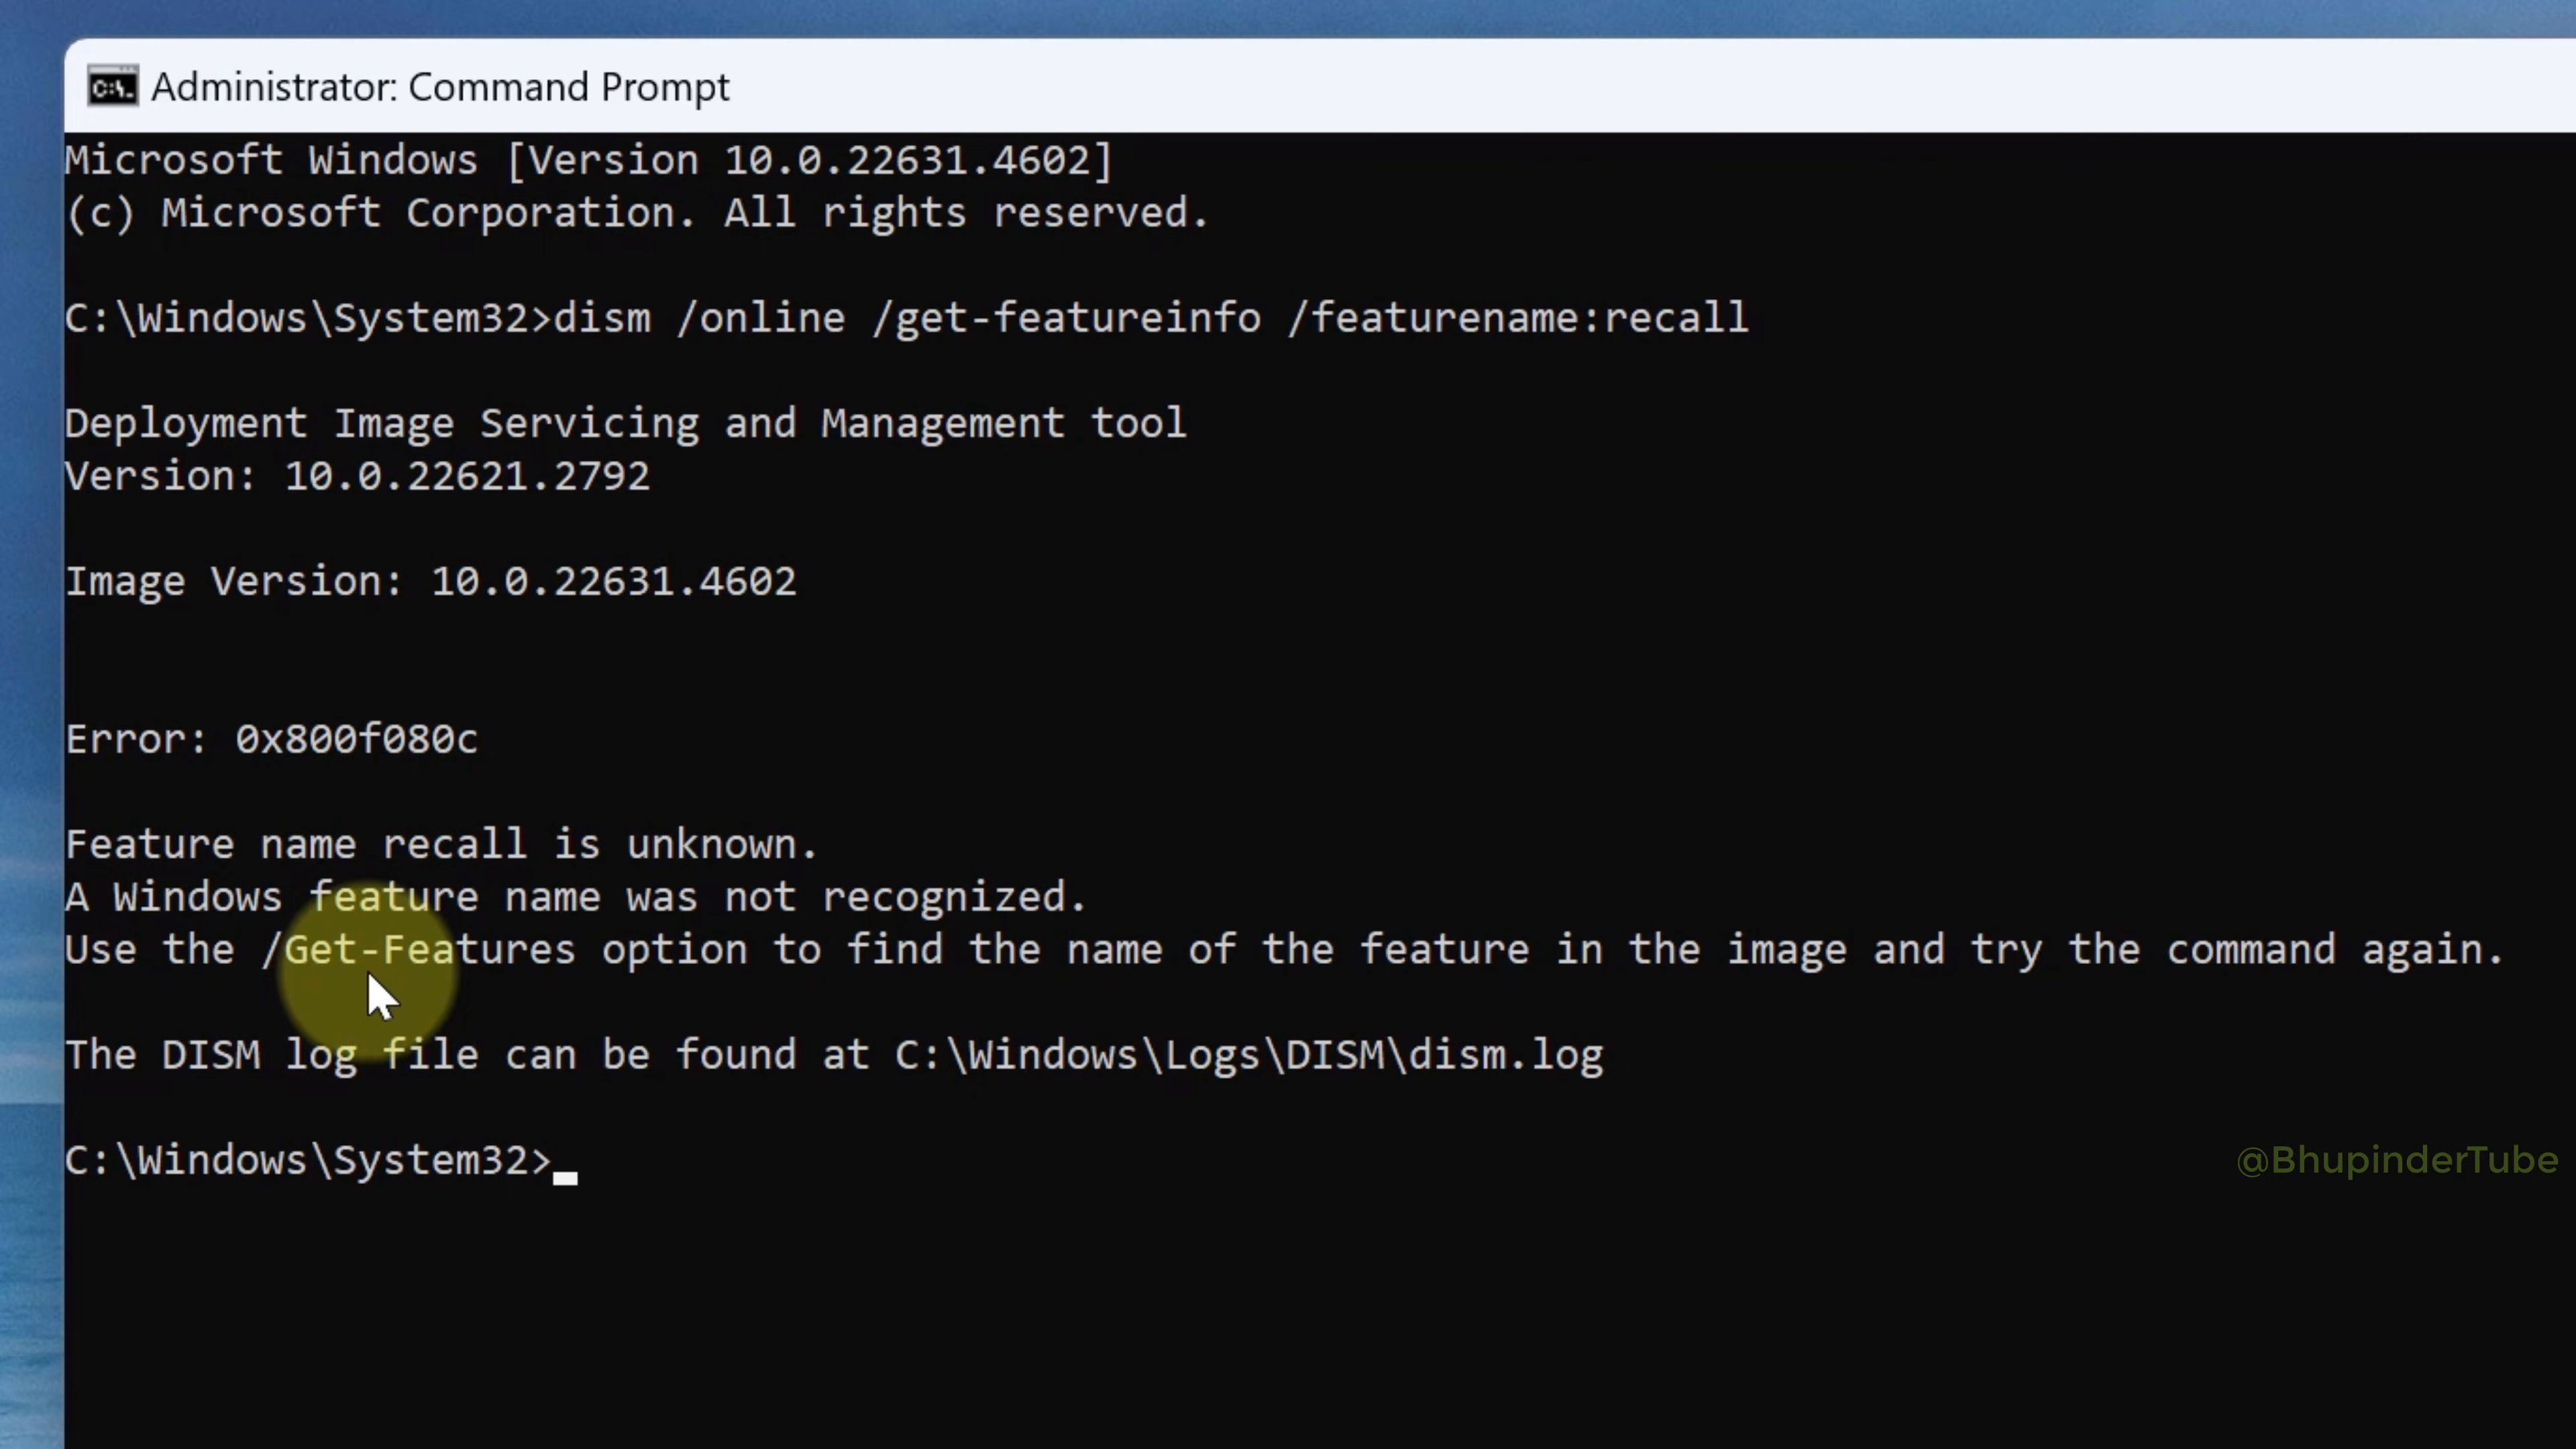 Administrator: Command Prompt
Microsoft Windows [Version 10.0.22631.4602]
(c) Microsoft Corporation. All rights reserved.
C:\Windows\System32>dism /online /get-featureinfo /featurename:recall
Deployment Image Servicing and Management tool
Version: 10.0.22621.2792
Image Version: 10.0.22631.4602
Error: 0x800f080c
Feature name recall is unknown.
A Windows feature name was not recognized.
Use the /Get-Features option to find the name of the feature in the image and try the command again.
The DISM log file can be found at C:\Windows\Logs\DISM\dism.log
C:\Windows\System32>
@BhupinderTube